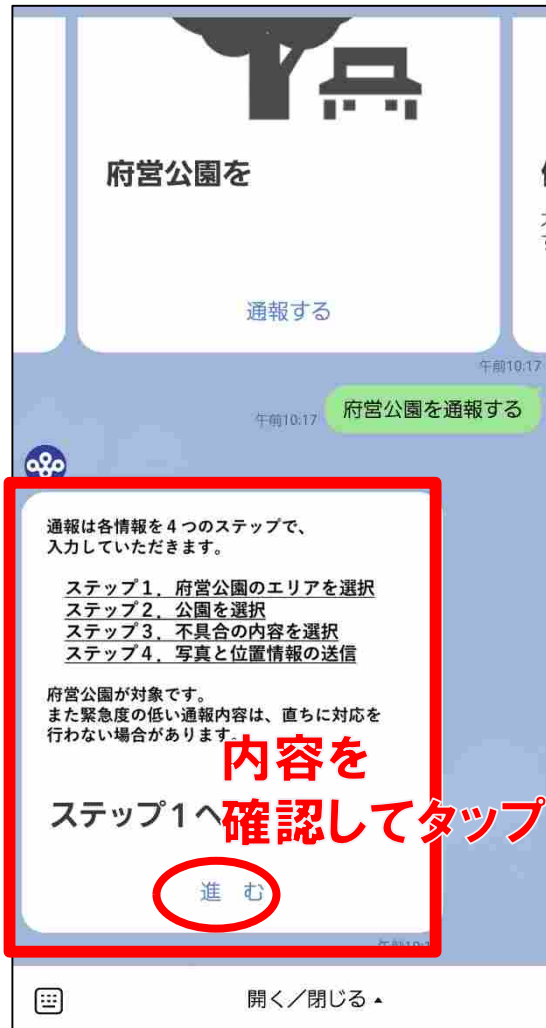 府営公園を
通報する
午前10:17
午前10:17
府営公園を通報する
通報は各情報を4つのステップで、
入力していただきます。
ステップ1．府営公園のエリアを選択
ステップ2．公園を選択
ステップ3．不具合の内容を選択
ステップ4．写真と位置情報の送信
府営公園が対象です。
また緊急度の低い通報内容は、直ちに対応を
行わない場合があります。
内容を
確認してタップ
ステップ1へ
進 む
開く／閉じる▲